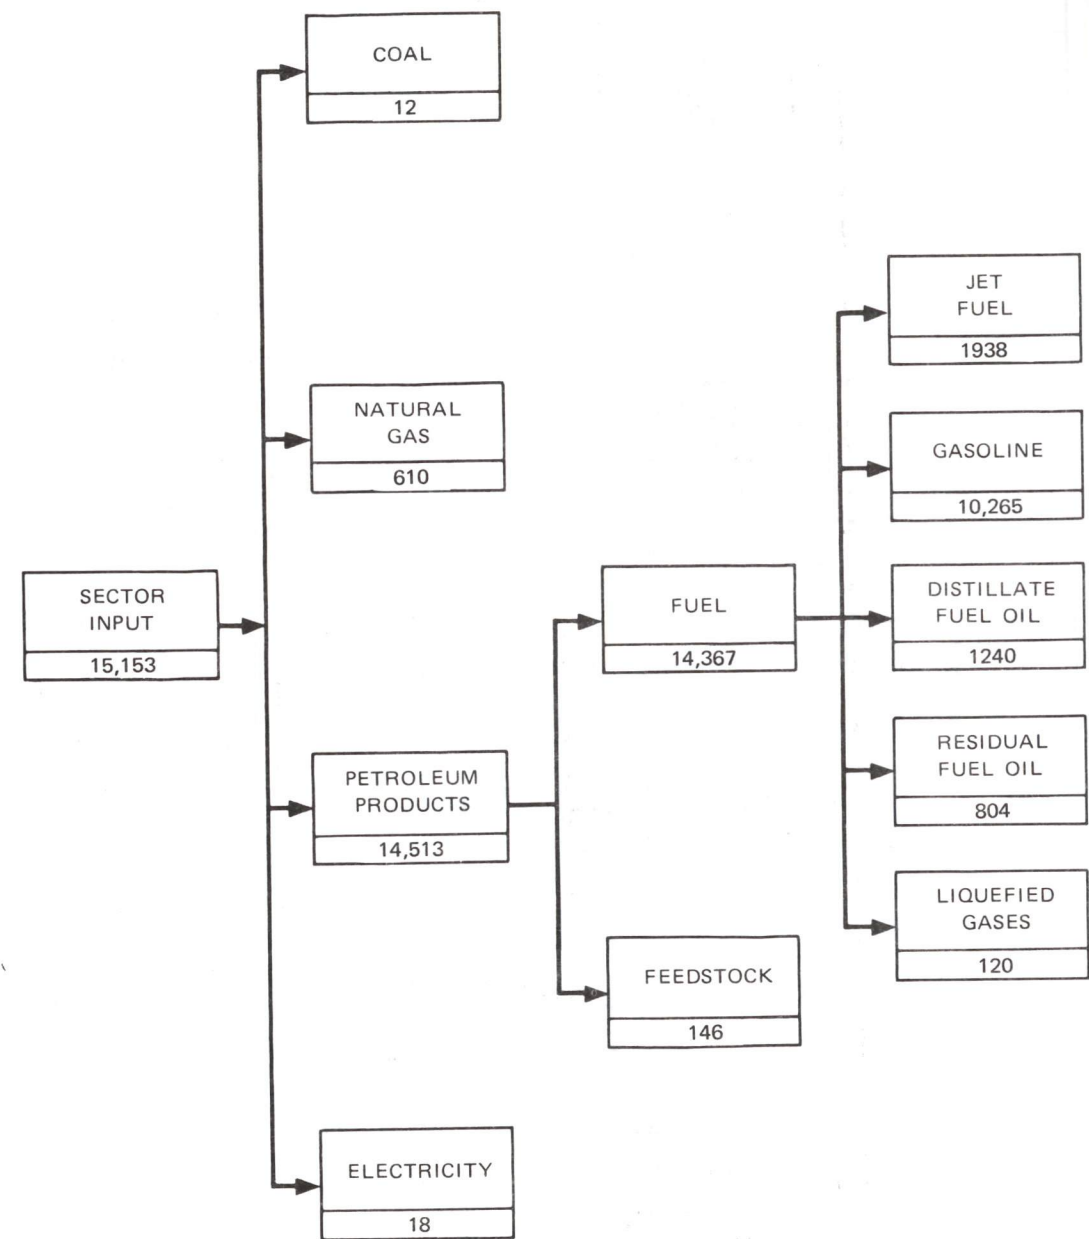 COAL
12
NATURAL
GAS
610
SECTOR
INPUT
15,153
PETROLEUM
PRODUCTS
14,513
ELECTRICITY
18
FUEL
14,367
FEEDSTOCK
146
JET
FUEL
1938
GASOLINE
10,265
DISTILLATE
FUEL OIL
1240
RESIDUAL
FUEL OIL
804
LIQUEFIED
GASES
120